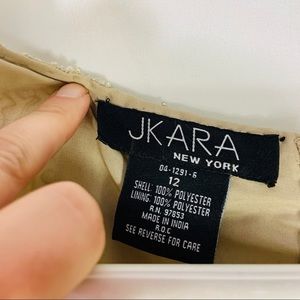 JKARA
NEW YORK
04-1291-6
12
SHELL: 100% POLYESTER
LINING: 100% POLYESTER
R.N. 97853
MADE IN INDIA
R.O.C
SEE REVERSE FOR CARE